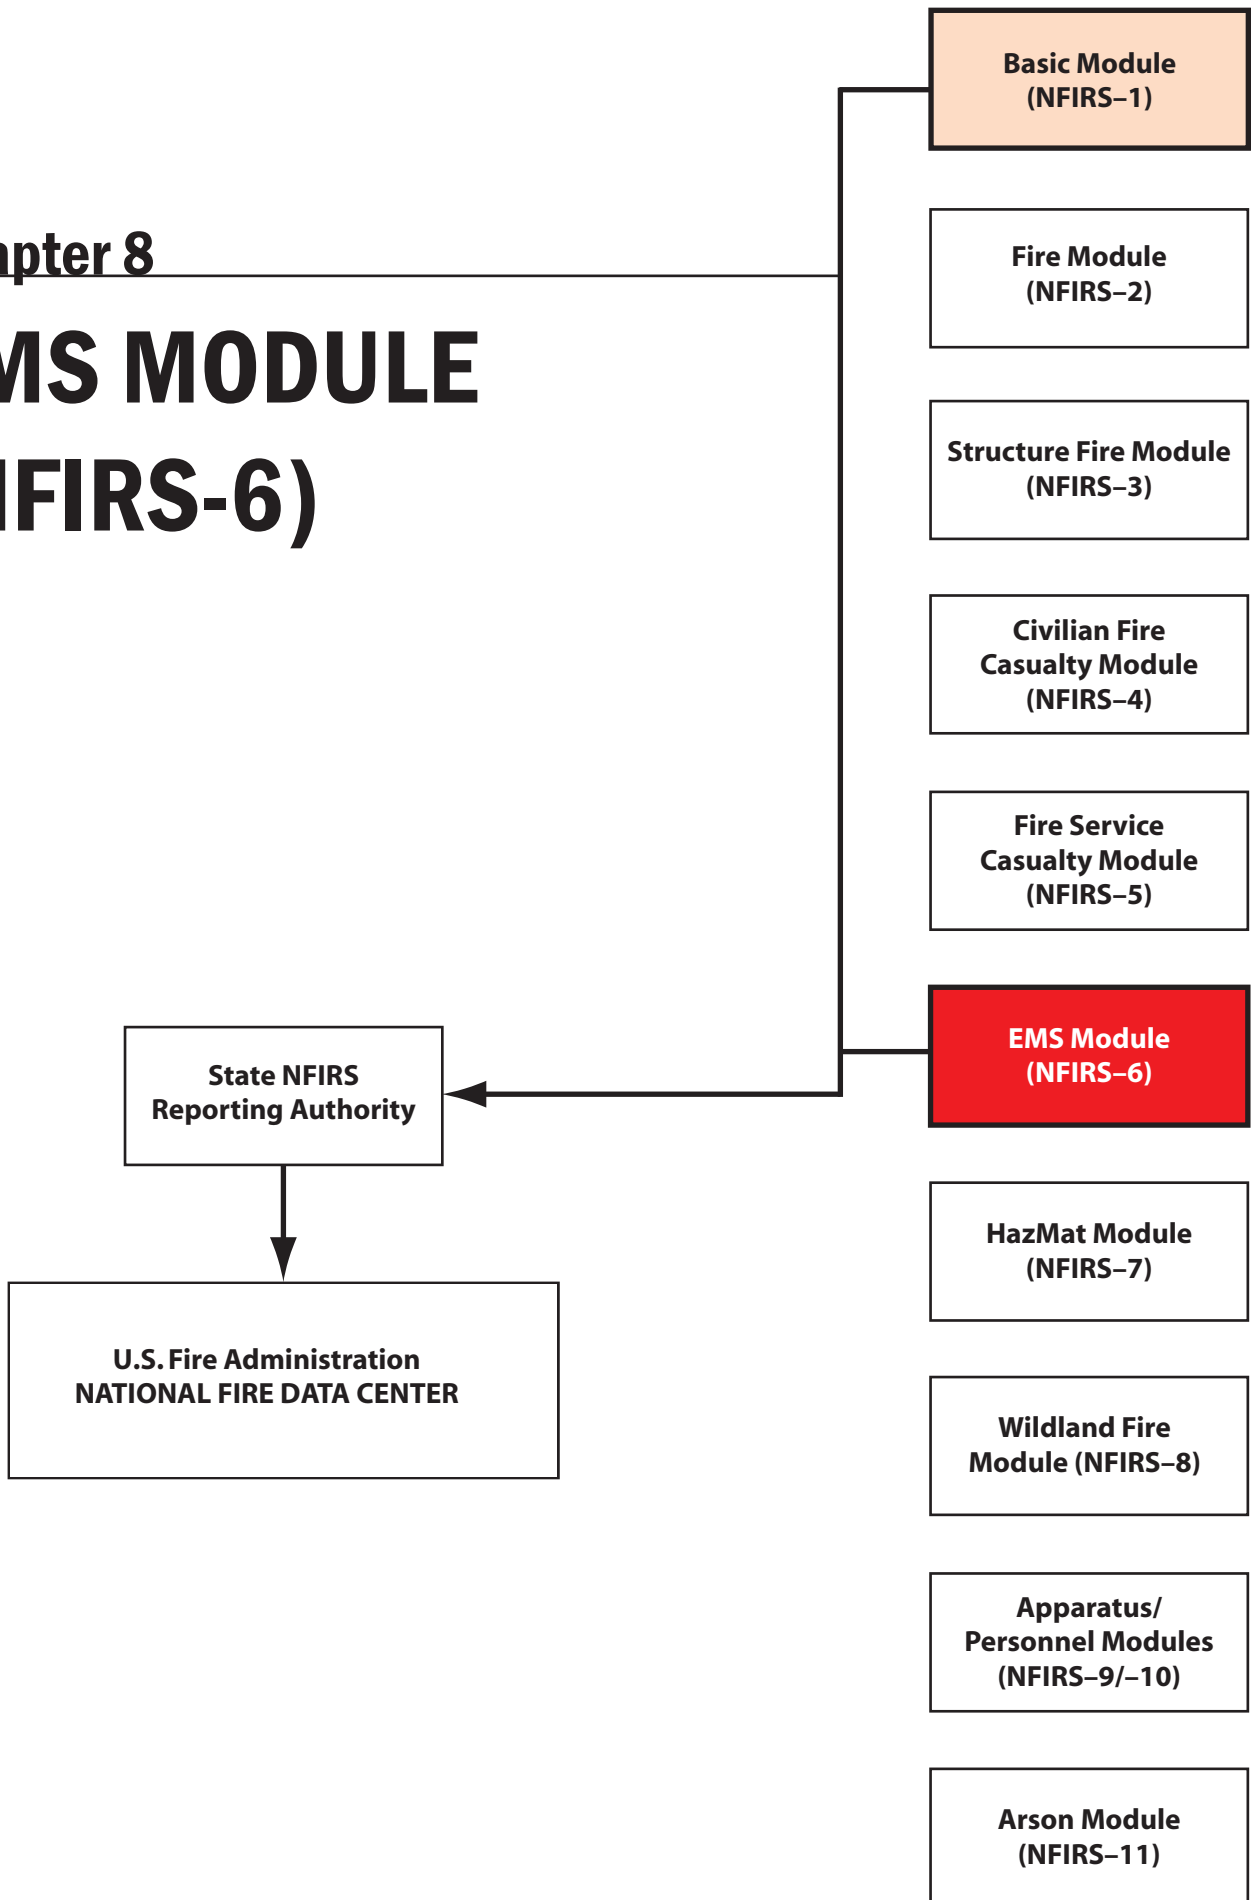 apter 8
MS MODULE
FIRS-6)
Basic Module
(NFIRS–1)
Fire Module
(NFIRS–2)
Structure Fire Module
(NFIRS–3)
Civilian Fire
Casualty Module
(NFIRS–4)
Fire Service
Casualty Module
(NFIRS–5)
EMS Module
(NFIRS–6)
State NFIRS
Reporting Authority
HazMat Module
(NFIRS–7)
U.S. Fire Administration
NATIONAL FIRE DATA CENTER
Wildland Fire
Module (NFIRS–8)
Apparatus/
Personnel Modules
(NFIRS–9/–10)
Arson Module
(NFIRS–11)